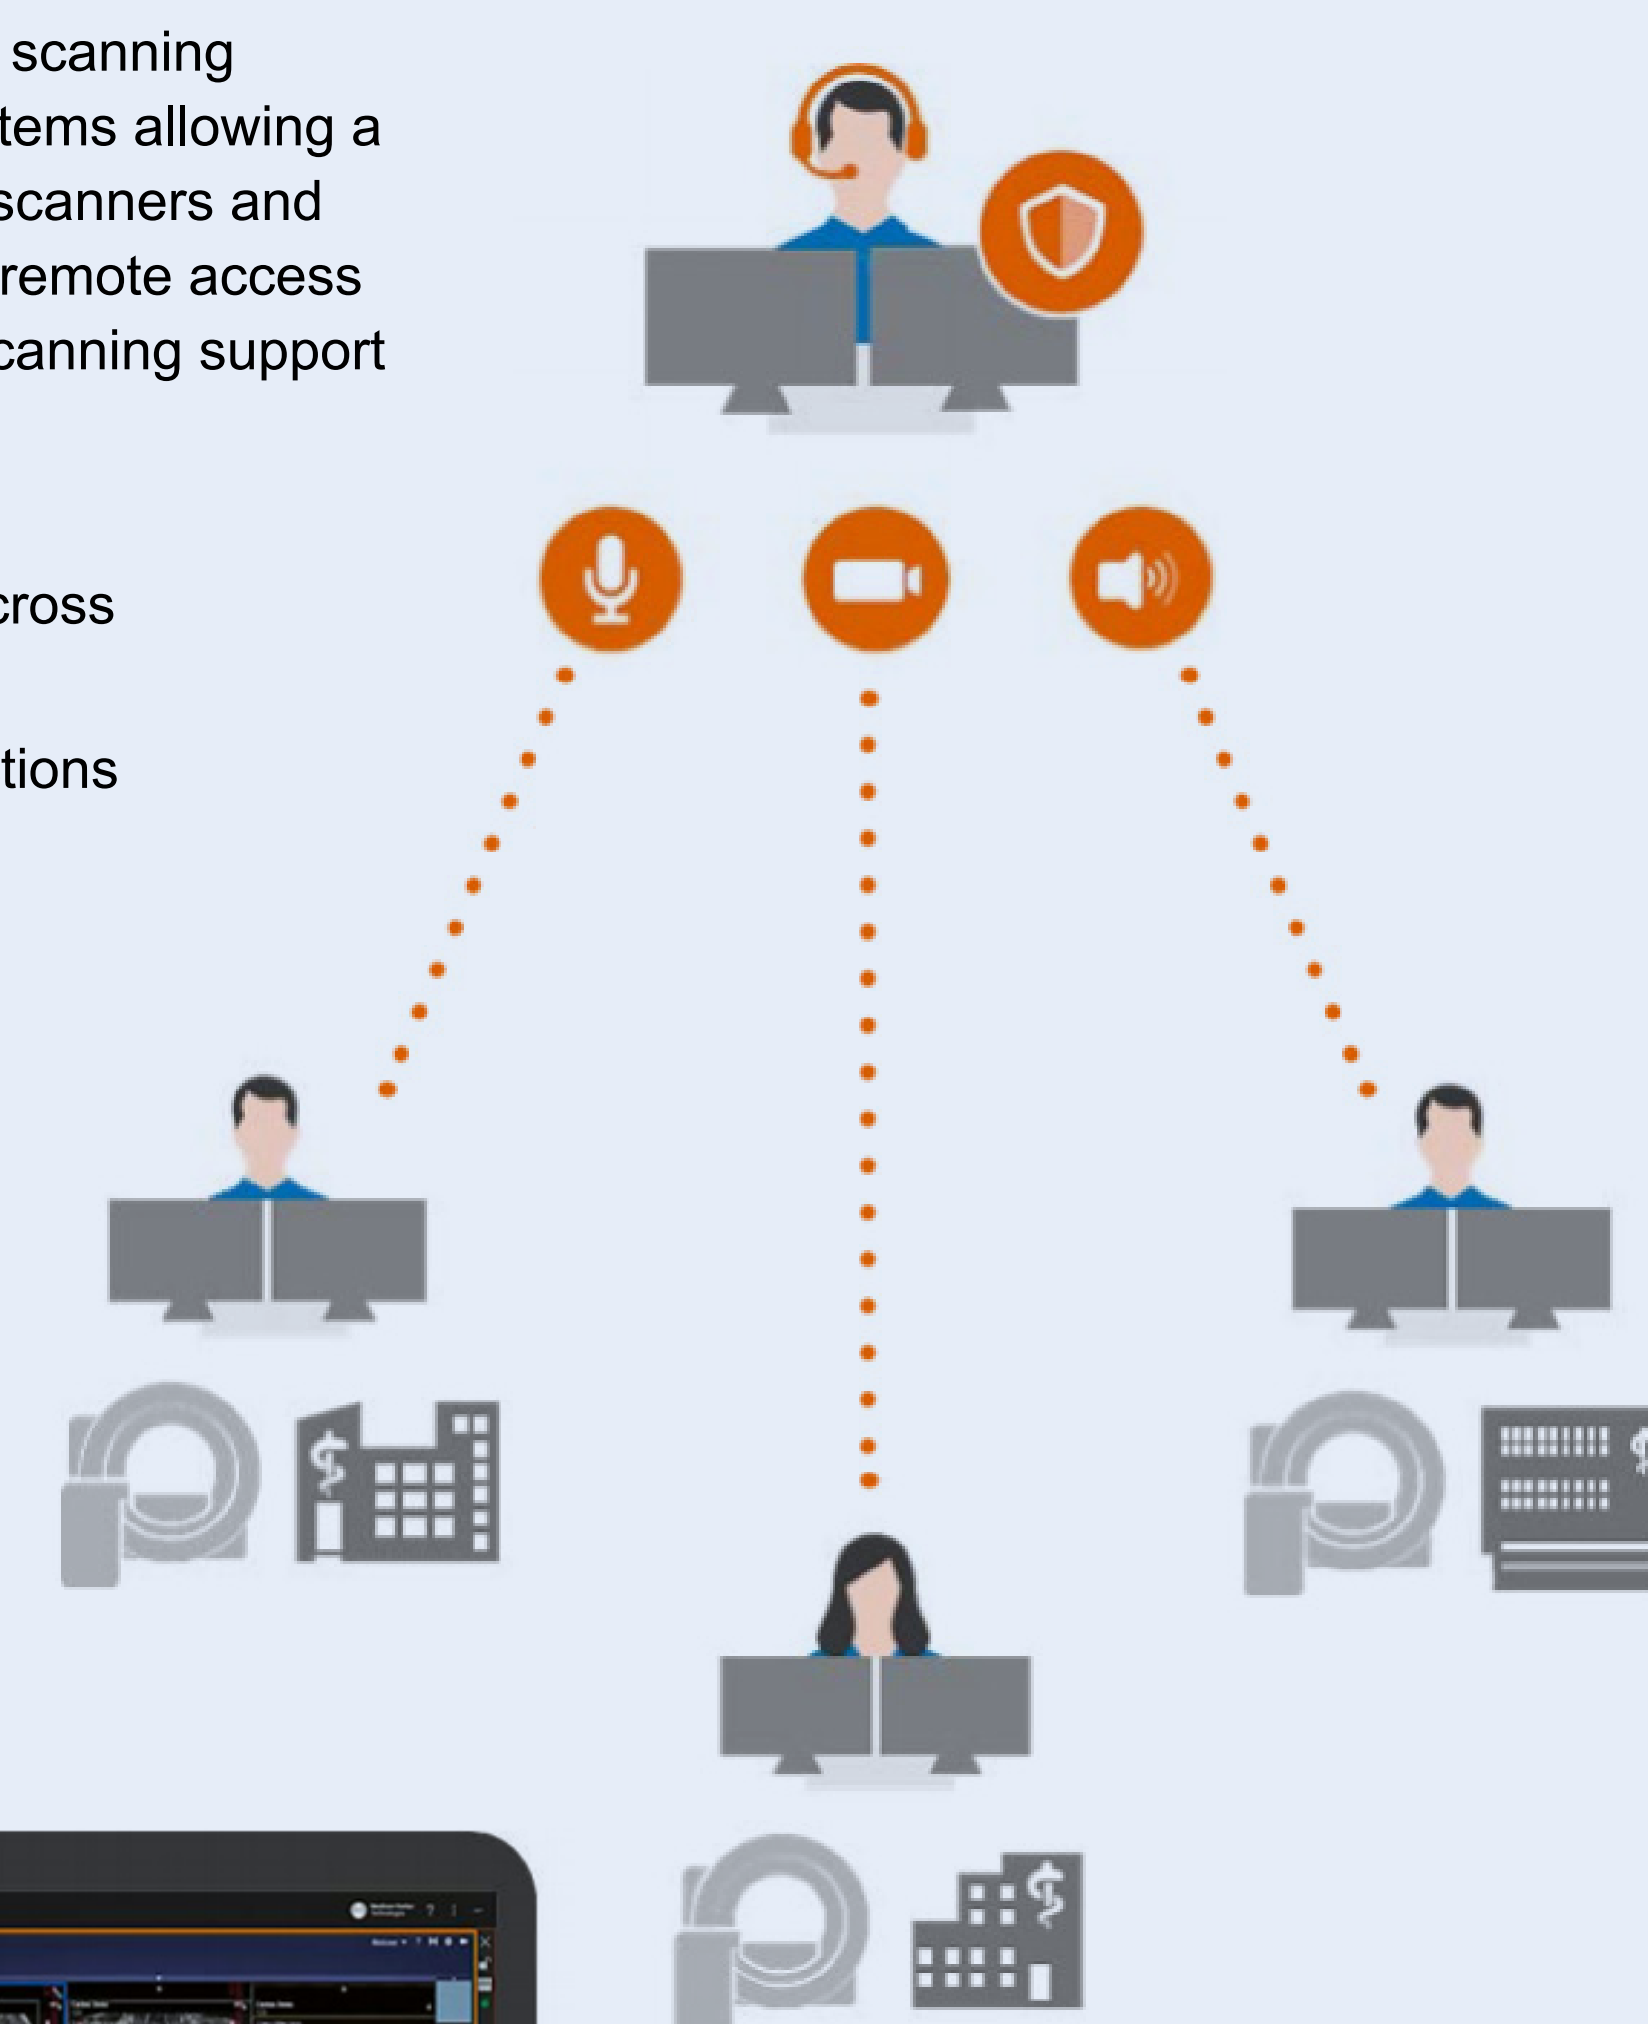 scanning
tems allowing a
scanners and
remote access
canning support
cross
tions